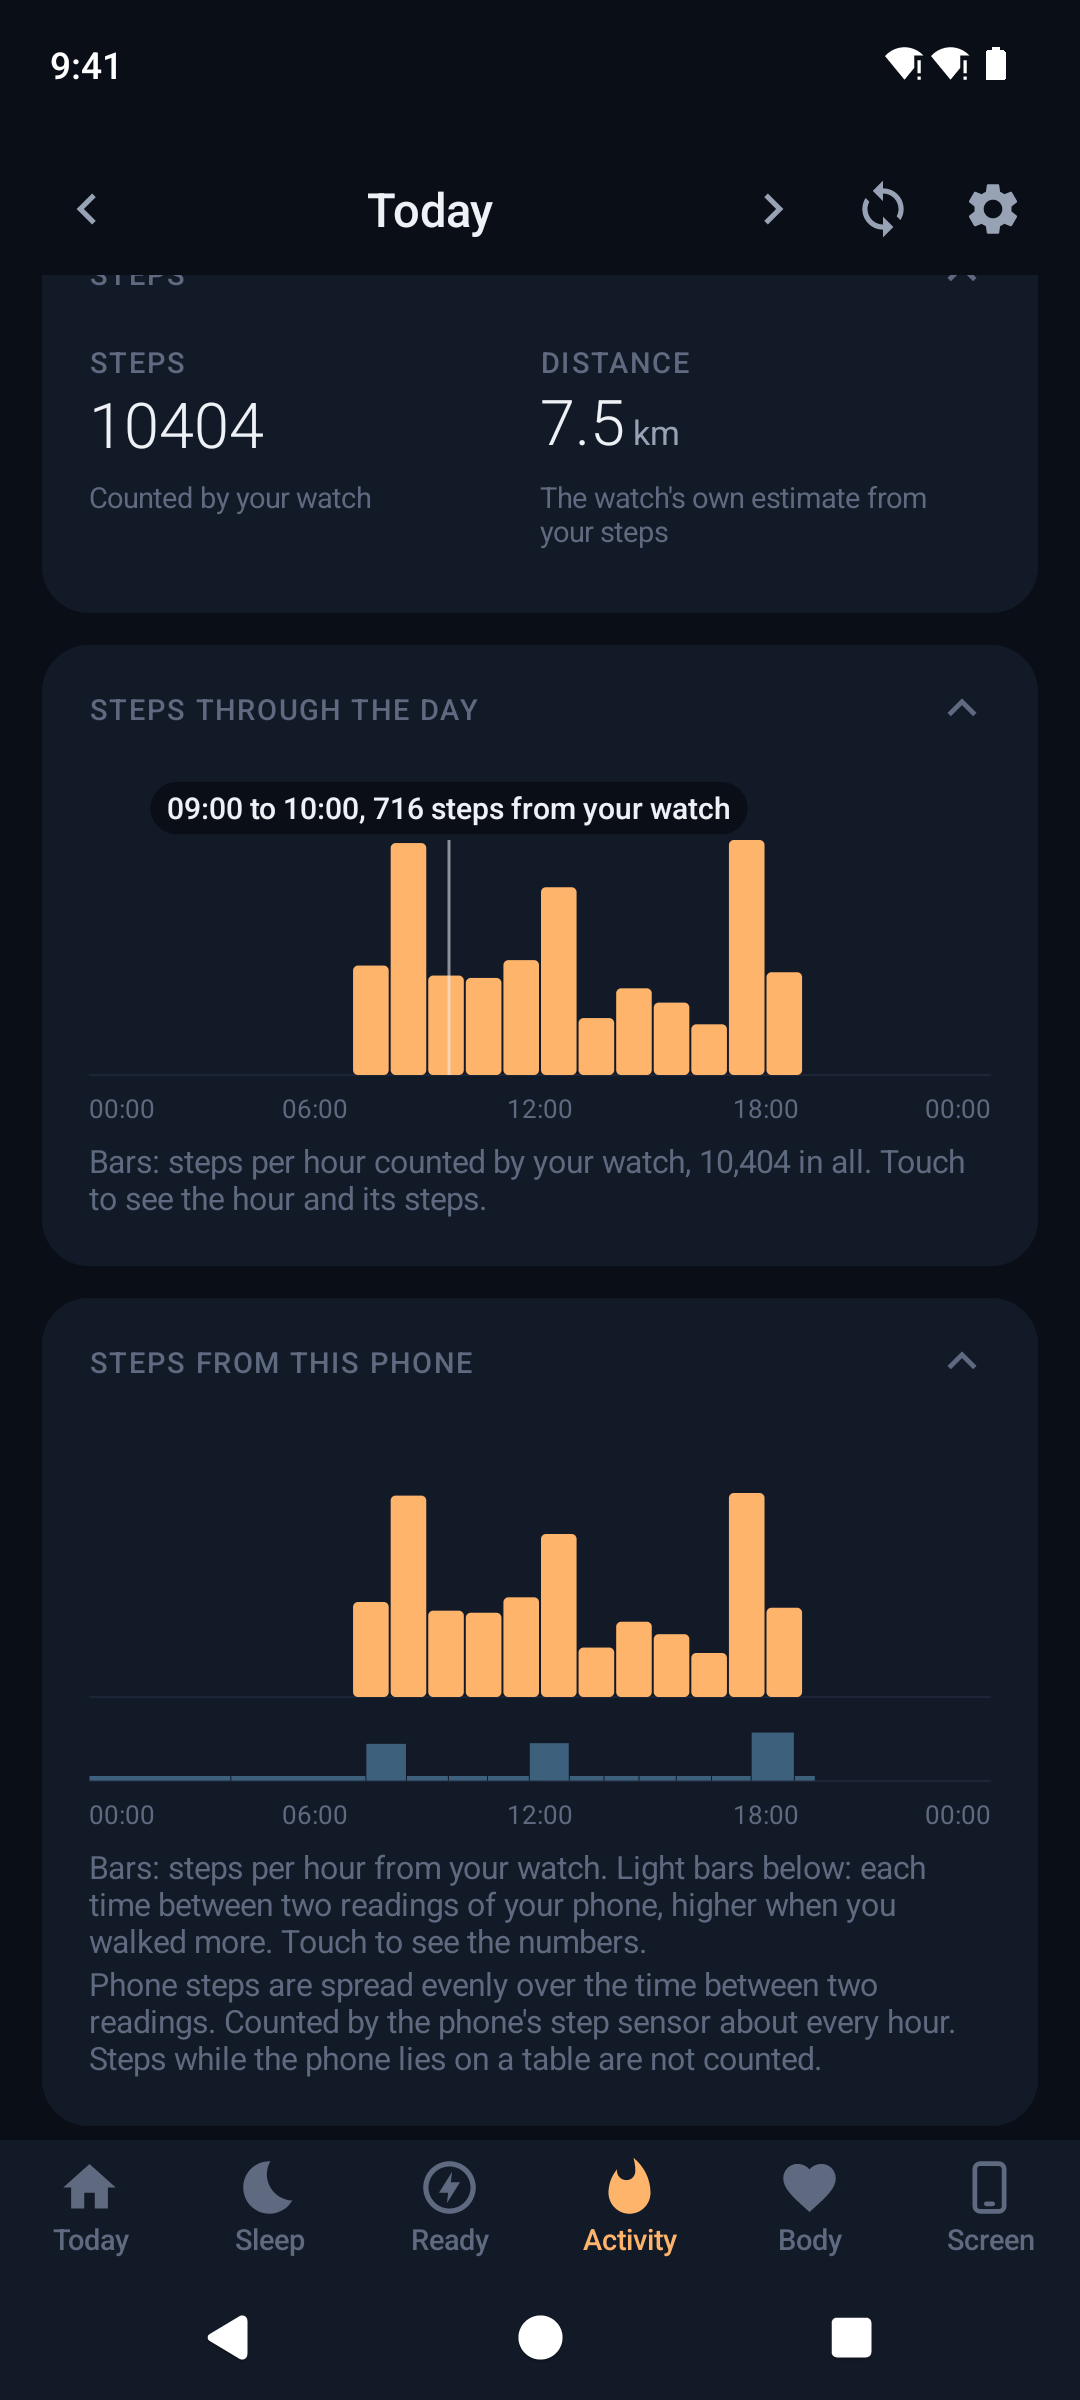 9:41
Today
STEPS
STEPS
DISTANCE
10404
7.5 km
Counted by your watch
The watch's own estimate from
your steps
STEPS THROUGH THE DAY
09:00 to 10:00, 716 steps from your watch
00:00 06:00 12:00 18:00 00:00
Bars: steps per hour counted by your watch, 10,404 in all. Touch
to see the hour and its steps.
STEPS FROM THIS PHONE
00:00 06:00 12:00 18:00 00:00
Bars: steps per hour from your watch. Light bars below: each
time between two readings of your phone, higher when you
walked more. Touch to see the numbers.
Phone steps are spread evenly over the time between two
readings. Counted by the phone's step sensor about every hour.
Steps while the phone lies on a table are not counted.
Today Sleep Ready Activity Body Screen